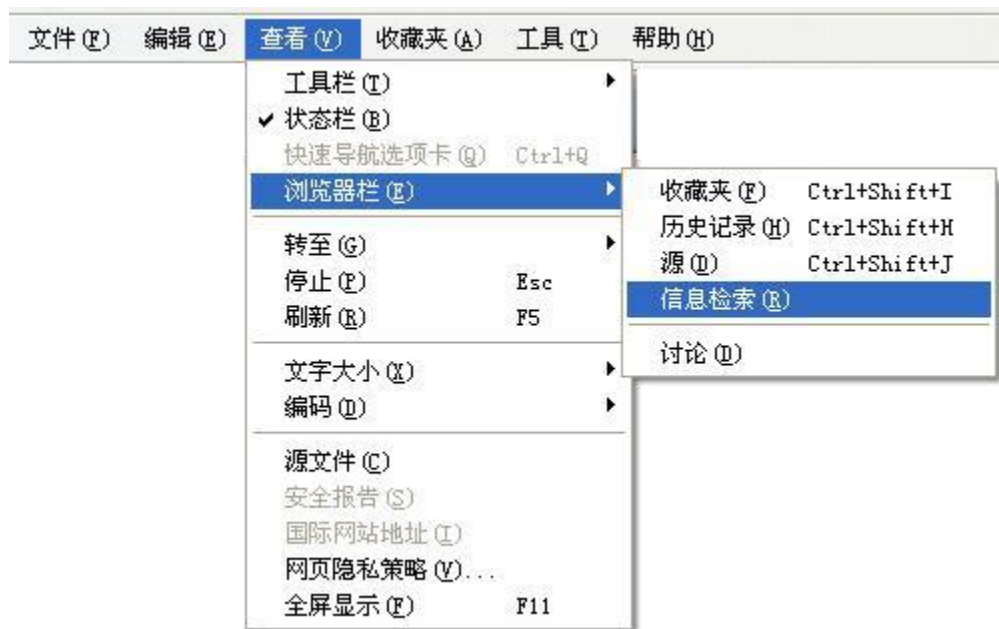 文件(F) 编辑(E) 查看(V) 收藏夹(A) 工具(T) 帮助(H)
工具栏(T)
状态栏(B)
快速导航选项卡(Q) Ctrl+Q
浏览器栏(E)
转至(G)
停止(P) Esc
刷新(R) F5
文字大小(X)
编码(D)
源文件(C)
安全报告(S)
国际网站地址(I)
网页隐私策略(V)...
全屏显示(F) F11
收藏夹(F) Ctrl+Shift+I
历史记录(H) Ctrl+Shift+H
源(D) Ctrl+Shift+J
信息检索(R)
讨论(D)